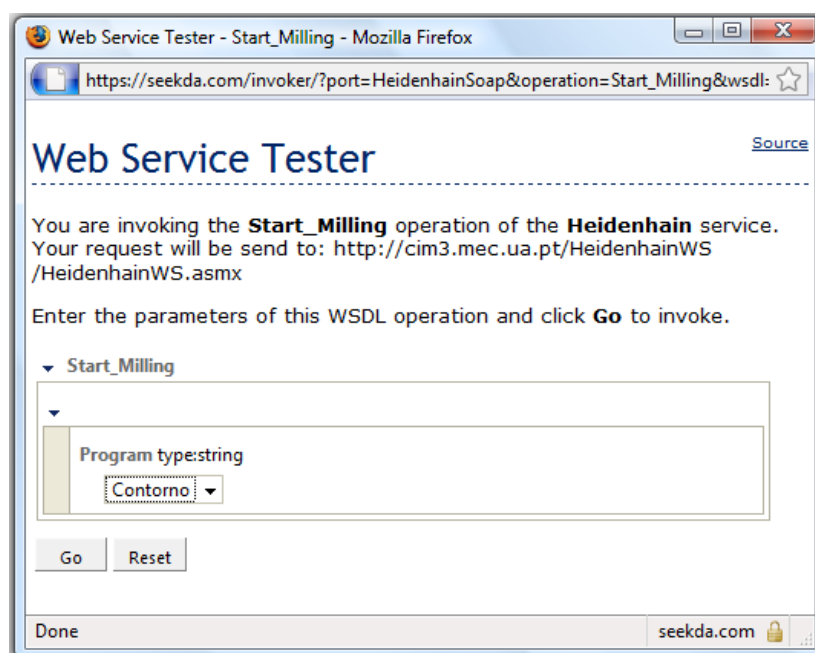 Web Service Tester - Start_Milling - Mozilla Firefox
https://seekda.com/invoker/?port=HeidenhainSoap&operation=Start_Milling&wsdl=
Source
Web Service Tester
You are invoking the Start_Milling operation of the Heidenhain service.
Your request will be send to: http://cim3.mec.ua.pt/HeidenhainWS
/HeidenhainWS.asmx
Enter the parameters of this WSDL operation and click Go to invoke.
Start_Milling
Program type:string
Contorno
Go Reset
Done seekda.com